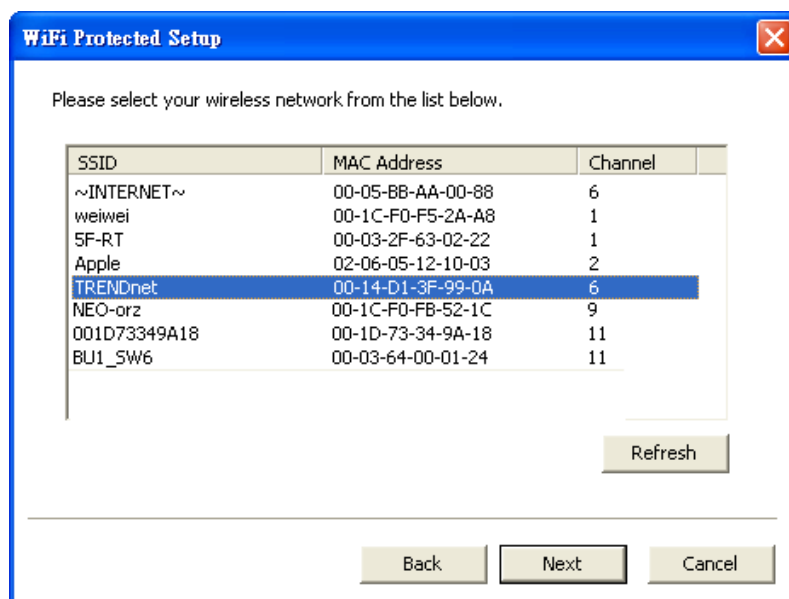 WiFi Protected Setup
Please select your wireless network from the list below.
SSID MAC Address Channel
~INTERNET~ 00-05-BB-AA-00-88 6
weiwei 00-1C-F0-F5-2A-A8 1
5F-RT 00-03-2F-63-02-22 1
Apple 02-06-05-12-10-03 2
TRENDnet 00-14-D1-3F-99-0A 6
NEO-orz 00-1C-F0-FB-52-1C 9
001D73349A18 00-1D-73-34-9A-18 11
BU1_SW6 00-03-64-00-01-24 11
Refresh
Back Next Cancel